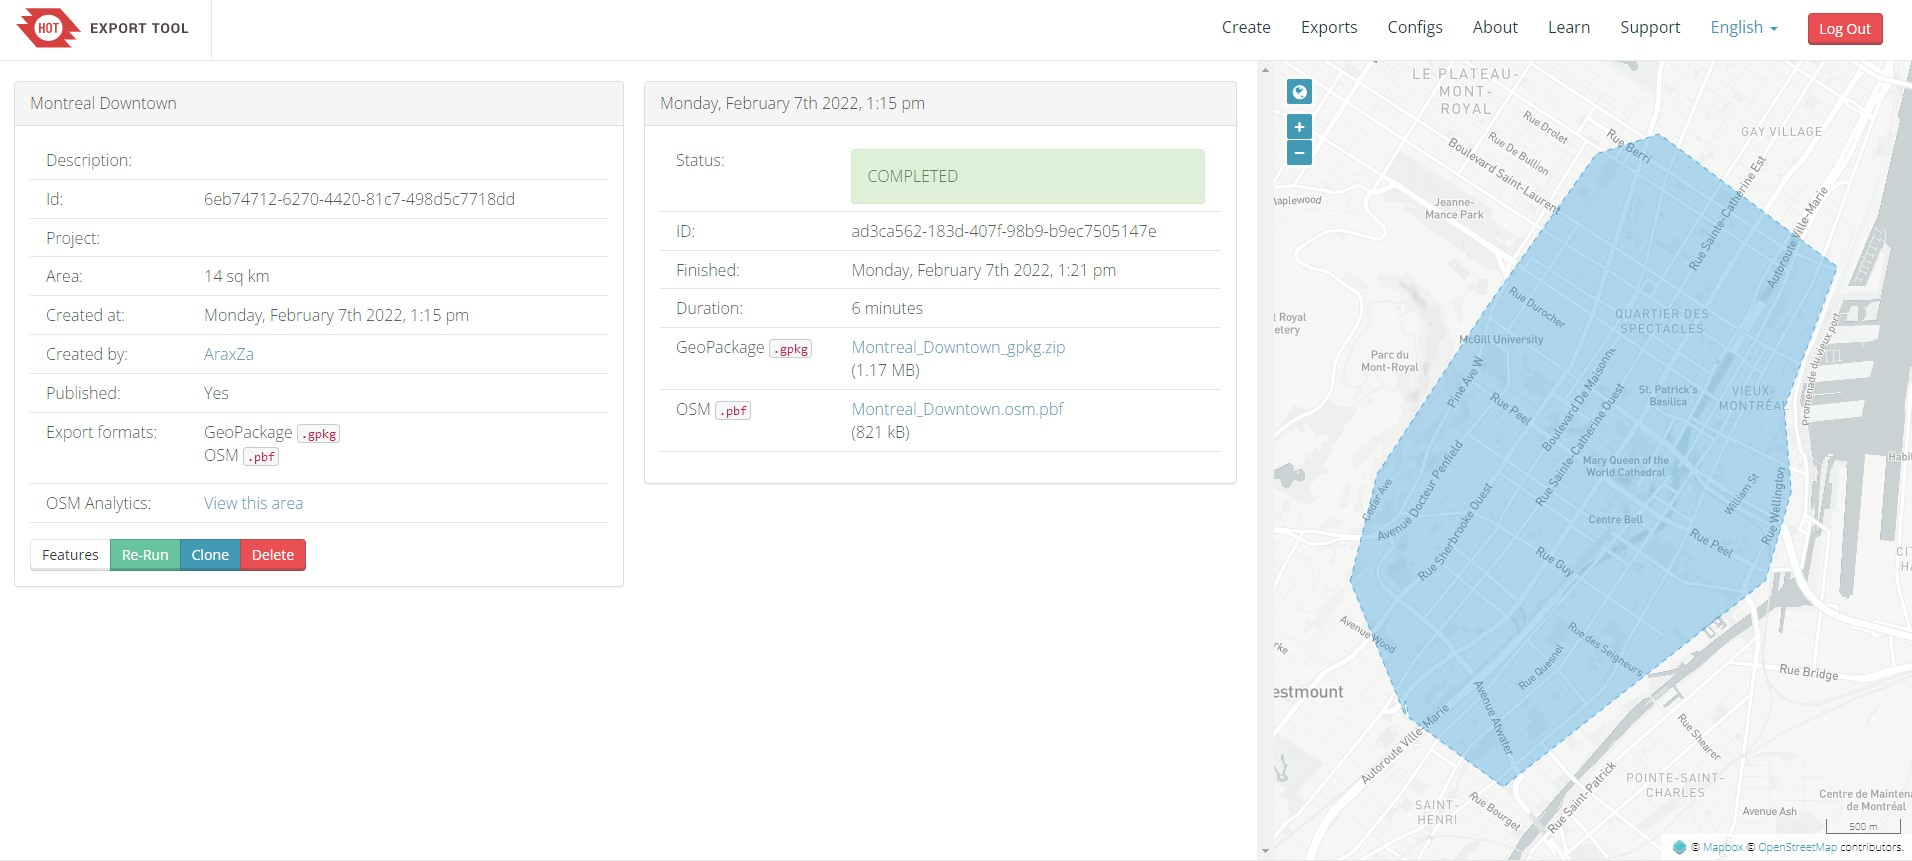 HOT EXPORT TOOL
Create Exports Configs About Learn Support English Log Out
Montreal Downtown
Description:
Id: 6eb74712-6270-4420-81c7-498d5c7718dd
Project:
Area: 14 sq km
Created at: Monday, February 7th 2022, 1:15 pm
Created by: AraxZa
Published: Yes
Export formats: GeoPackage .gpkg
OSM .pbf
OSM Analytics: View this area
Features Re-Run Clone Delete
Monday, February 7th 2022, 1:15 pm
Status: COMPLETED
ID: ad3ca562-183d-407f-98b9-b9ec7505147e
Finished: Monday, February 7th 2022, 1:21 pm
Duration: 6 minutes
GeoPackage .gpkg Montreal_Downtown_gpkg.zip
(1.17 MB)
OSM .pbf Montreal_Downtown.osm.pbf
(821 kB)
+
−
LE PLATEAU-
MONT-
ROYAL
Rue Drolet
Rue De Bullion
Boulevard Saint-Laurent
Rue Berri
GAY VILLAGE
Rue Sainte-Catherine Est
Autoroute Ville-Marie
aplewood
Jeanne-
Mance Park
Rue Durocher
QUARTIER DES
SPECTACLES
t Royal
etery
McGill University
Parc du
Mont-Royal
Pine Ave W
Rue Peel
Boulevard De Maisonne
Rue Sainte-Catherine Ouest
St. Patrick's
Basilica
VIEUX-
MONTRÉAL
Promenade du vieux port
Mary Queen of the
World Cathedral
Habi
Cedar Ave
Avenue Docteur Penfield
Rue Sherbrooke Ouest
Centre Bell
William St
Rue Wellington
Rue Peel
Rue Guy
CIT
HA
Avenue Wood
rke
Rue des Seigneurs
Rue Quesnel
Avenue Atwater
estmount
Rue Bridge
Autoroute Ville-Marie
Rue Shearer
Rue Saint-Patrick
POINTE-SAINT-
CHARLES
SAINT-
HENRI
Rue Bourget
Avenue Ash
Centre de Maintena
de Montréal
500 m
© Mapbox © OpenStreetMap contributors.